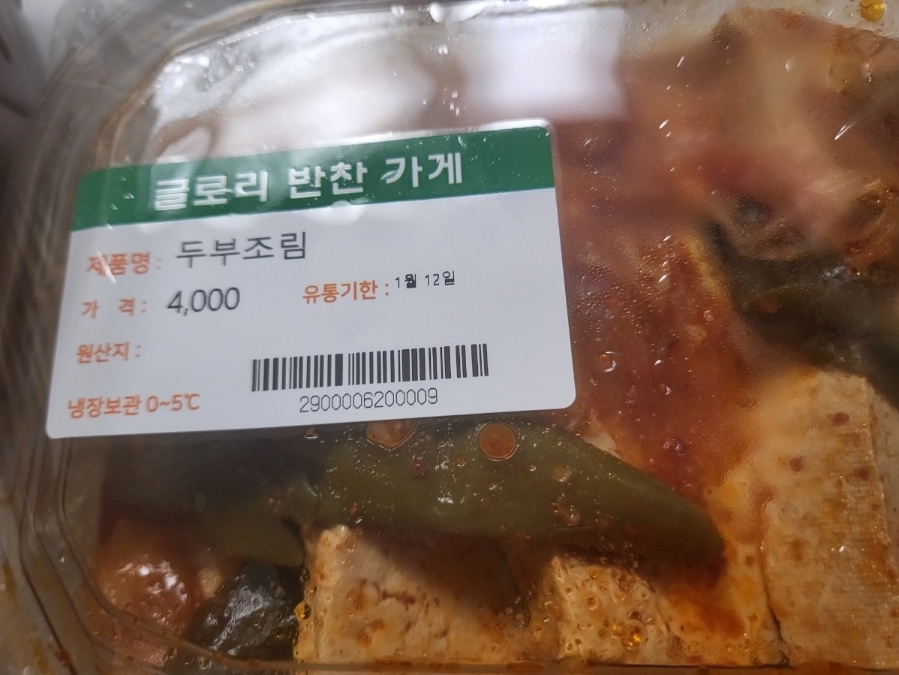 글로리 반찬 카게
제품명 : 두부조림
가 격 : 4,000
유통기한 : 1월 12일
원산지 :
냉장보관 0~5℃
2900006200009